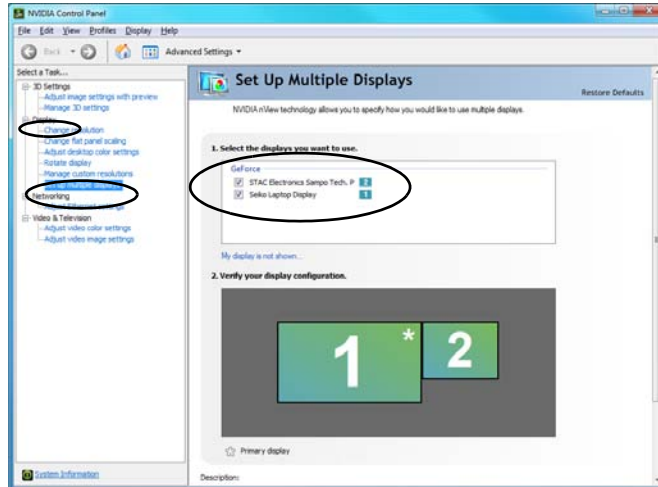 NVIDIA Control Panel
File Edit View Profiles Display Help
Back Advanced Settings
Select a Task...
3D Settings
Adjust image settings with preview
Manage 3D settings
Display
Change resolution
Change flat panel scaling
Adjust desktop color settings
Rotate display
Manage custom resolutions
Set up multiple displays
Networking
Video & Television
Adjust video color settings
Adjust video image settings
System Information
Set Up Multiple Displays
Restore Defaults
NVIDIA nView technology allows you to specify how you would like to use multiple displays.
1. Select the displays you want to use.
GeForce
STAC Electronics Sampo Tech. P 2
Seiko Laptop Display 1
My display is not shown...
2. Verify your display configuration.
1 * 2
Primary display
Description: